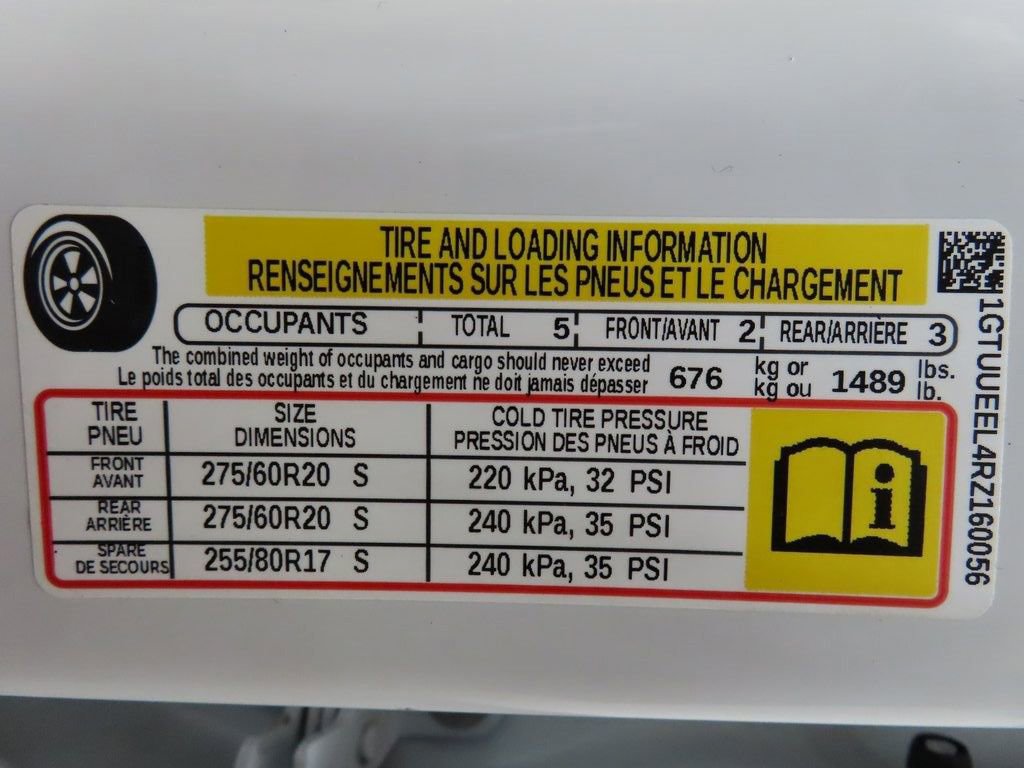 TIRE AND LOADING INFORMATION
RENSEIGNEMENTS SUR LES PNEUS ET LE CHARGEMENT
OCCUPANTS TOTAL 5 FRONT/AVANT 2 REAR/ARRIÈRE 3
The combined weight of occupants and cargo should never exceed 676 kg or 1489 lbs.
Le poids total des occupants et du chargement ne doit jamais dépasser kg ou lb.
TIRE SIZE COLD TIRE PRESSURE
PNEU DIMENSIONS PRESSION DES PNEUS À FROID
FRONT
AVANT 275/60R20 S 220 kPa, 32 PSI
REAR
ARRIÈRE 275/60R20 S 240 kPa, 35 PSI
SPARE
DE SECOURS 255/80R17 S 240 kPa, 35 PSI
i
1GTUUEEL4RZ160056